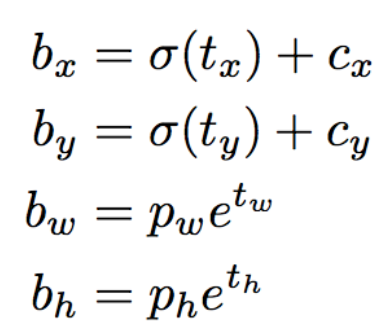 b_x = σ(t_x) + c_x
b_y = σ(t_y) + c_y
b_w = p_w e^{t_w}
b_h = p_h e^{t_h}